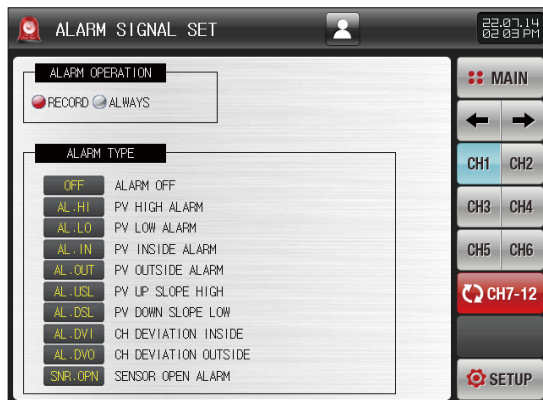 ALARM SIGNAL SET
22.07.14
02 03 PM
ALARM OPERATION
RECORD ALWAYS
ALARM TYPE
OFF ALARM OFF
AL.HI PV HIGH ALARM
AL.LO PV LOW ALARM
AL.IN PV INSIDE ALARM
AL.OUT PV OUTSIDE ALARM
AL.USL PV UP SLOPE HIGH
AL.DSL PV DOWN SLOPE LOW
AL.DVI CH DEVIATION INSIDE
AL.DVO CH DEVIATION OUTSIDE
SNR.OPN SENSOR OPEN ALARM
MAIN
CH1 CH2
CH3 CH4
CH5 CH6
CH7-12
SETUP